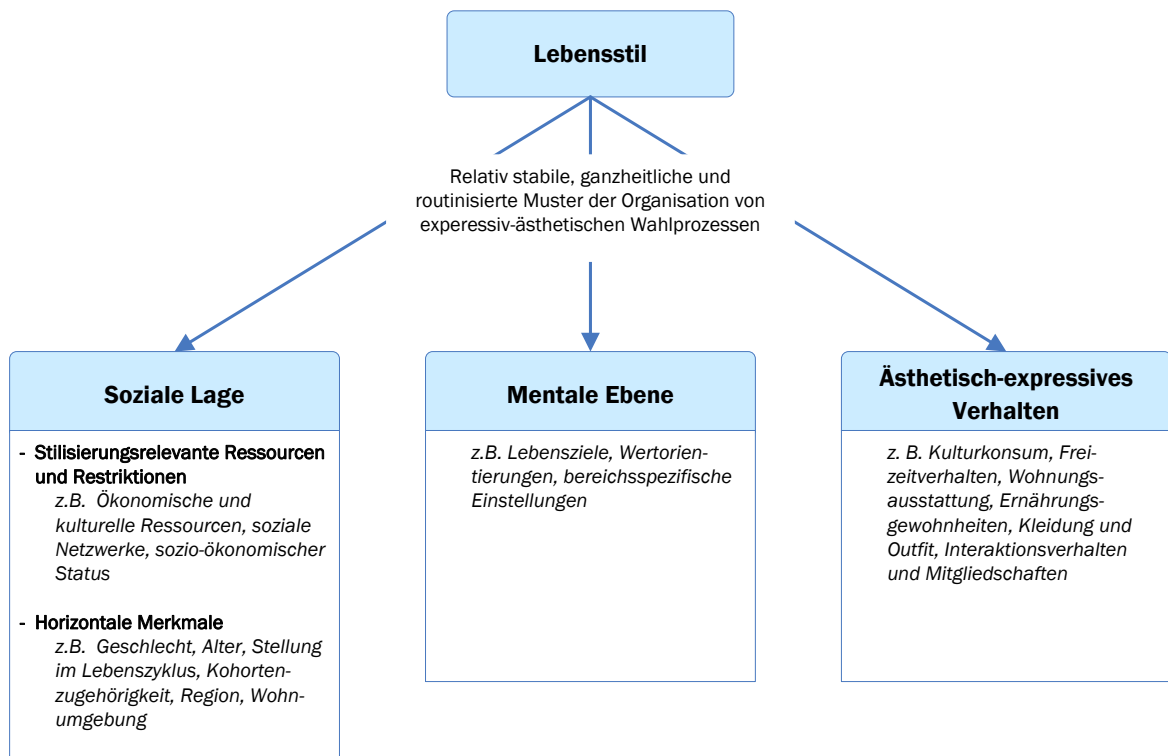 Lebensstil
Relativ stabile, ganzheitliche und
routinisierte Muster der Organisation von
experessiv-ästhetischen Wahlprozessen
Soziale Lage
- Stilisierungsrelevante Ressourcen
und Restriktionen
z.B. Ökonomische und
kulturelle Ressourcen, soziale
Netzwerke, sozio-ökonomischer
Status
- Horizontale Merkmale
z.B. Geschlecht, Alter, Stellung
im Lebenszyklus, Kohorten-
zugehörigkeit, Region, Wohn-
umgebung
Mentale Ebene
z.B. Lebensziele, Wertorien-
tierungen, bereichsspezifische
Einstellungen
Ästhetisch-expressives
Verhalten
z. B. Kulturkonsum, Frei-
zeitverhalten, Wohnungs-
ausstattung, Ernährungs-
gewohnheiten, Kleidung und
Outfit, Interaktionsverhalten
und Mitgliedschaften